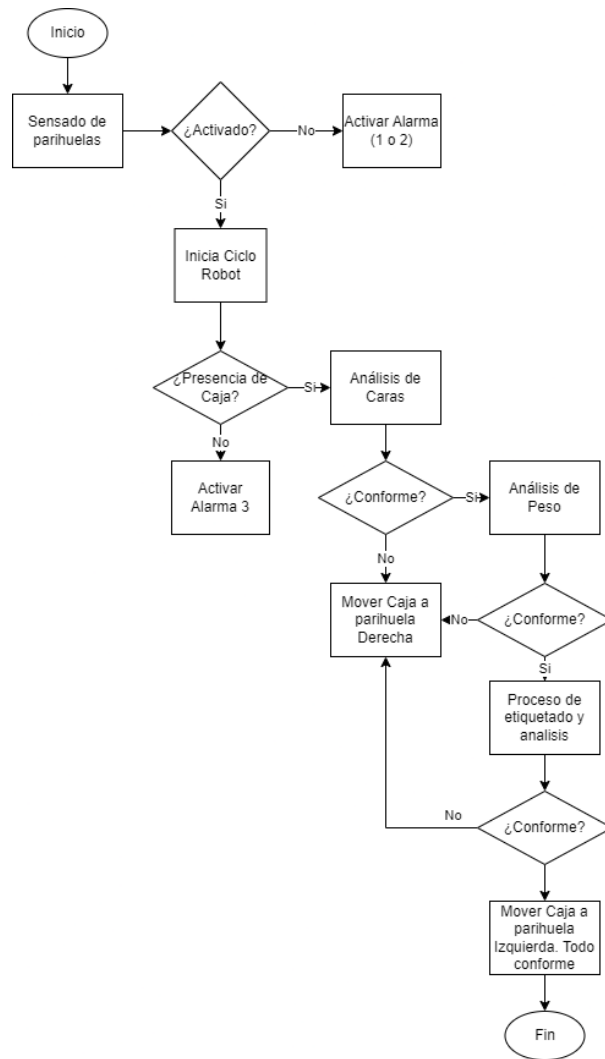 Inicio
Sensado de
parihuelas
¿Activado?
No
Activar Alarma
(1 o 2)
Si
Inicia Ciclo
Robot
¿Presencia de
Caja?
Si
Análisis de
Caras
No
Activar
Alarma 3
¿Conforme?
Si
Análisis de
Peso
No
Mover Caja a
parihuela
Derecha
No
¿Conforme?
Si
Proceso de
etiquetado y
analisis
No
¿Conforme?
Mover Caja a
parihuela
Izquierda. Todo
conforme
Fin